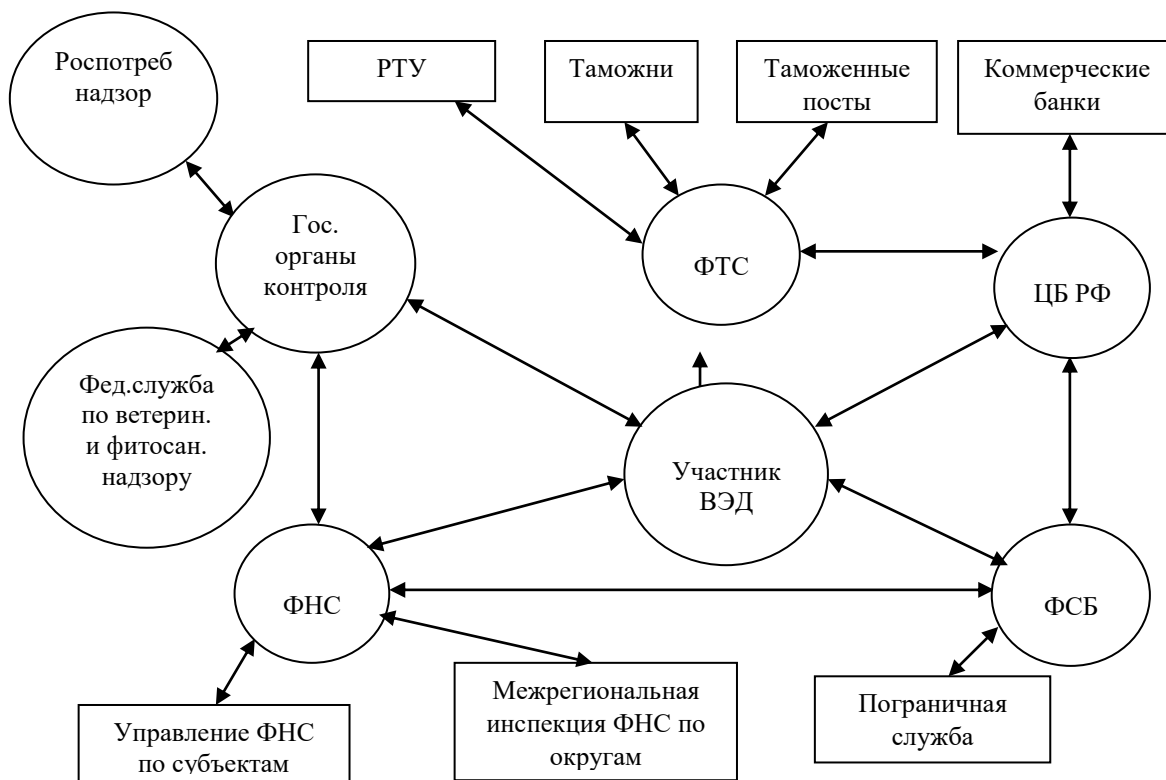 Роспотреб
надзор
РТУ
Таможни
Таможенные
посты
Коммерческие
банки
Гос.
органы
контроля
ФТС
ЦБ РФ
Фед.служба
по ветерин.
и фитосан.
надзору
Участник
ВЭД
ФНС
ФСБ
Управление ФНС
по субъектам
Межрегиональная
инспекция ФНС по
округам
Пограничная
служба